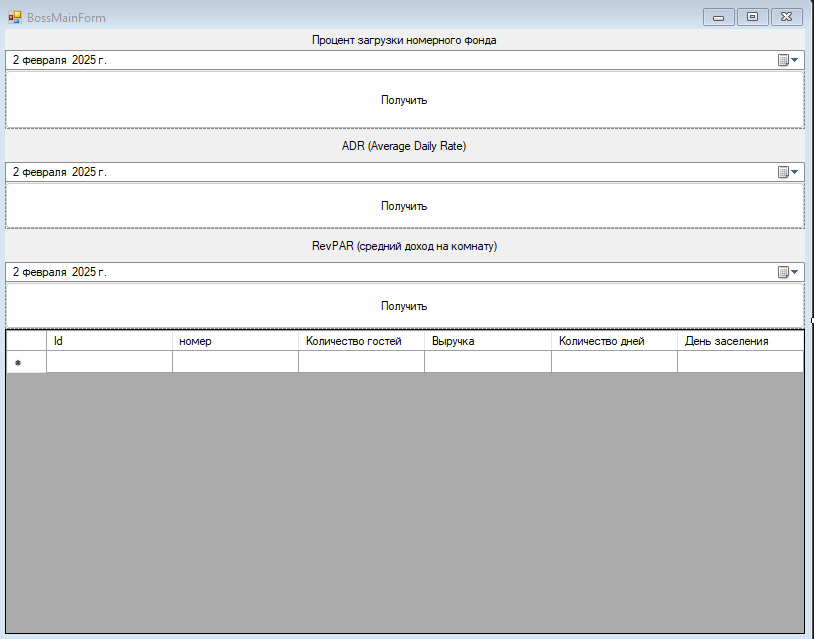 BossMainForm
Процент загрузки номерного фонда
2 февраля 2025 г.
Получить
ADR (Average Daily Rate)
2 февраля 2025 г.
Получить
RevPAR (средний доход на комнату)
2 февраля 2025 г.
Получить
Id номер Количество гостей Выручка Количество дней День заселения